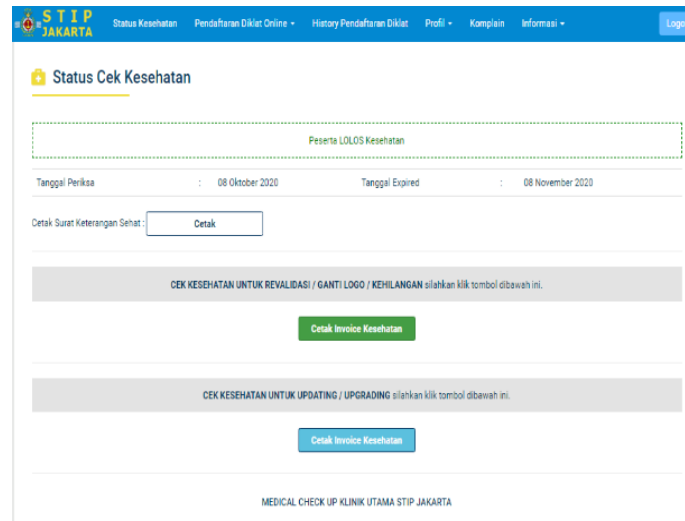 STIP JAKARTA Status Kesehatan Pendaftaran Diklat Online History Pendaftaran Diklat Profil Komplain Informasi Logo
Status Cek Kesehatan
Peserta LOLOS Kesehatan
Tanggal Periksa : 08 Oktober 2020 Tanggal Expired : 08 November 2020
Cetak Surat Keterangan Sehat : Cetak
CEK KESEHATAN UNTUK REVALIDASI / GANTI LOGO / KEHILANGAN silahkan klik tombol dibawah ini.
Cetak Invoice Kesehatan
CEK KESEHATAN UNTUK UPDATING / UPGRADING silahkan klik tombol dibawah ini.
Cetak Invoice Kesehatan
MEDICAL CHECK UP KLINIK UTAMA STIP JAKARTA